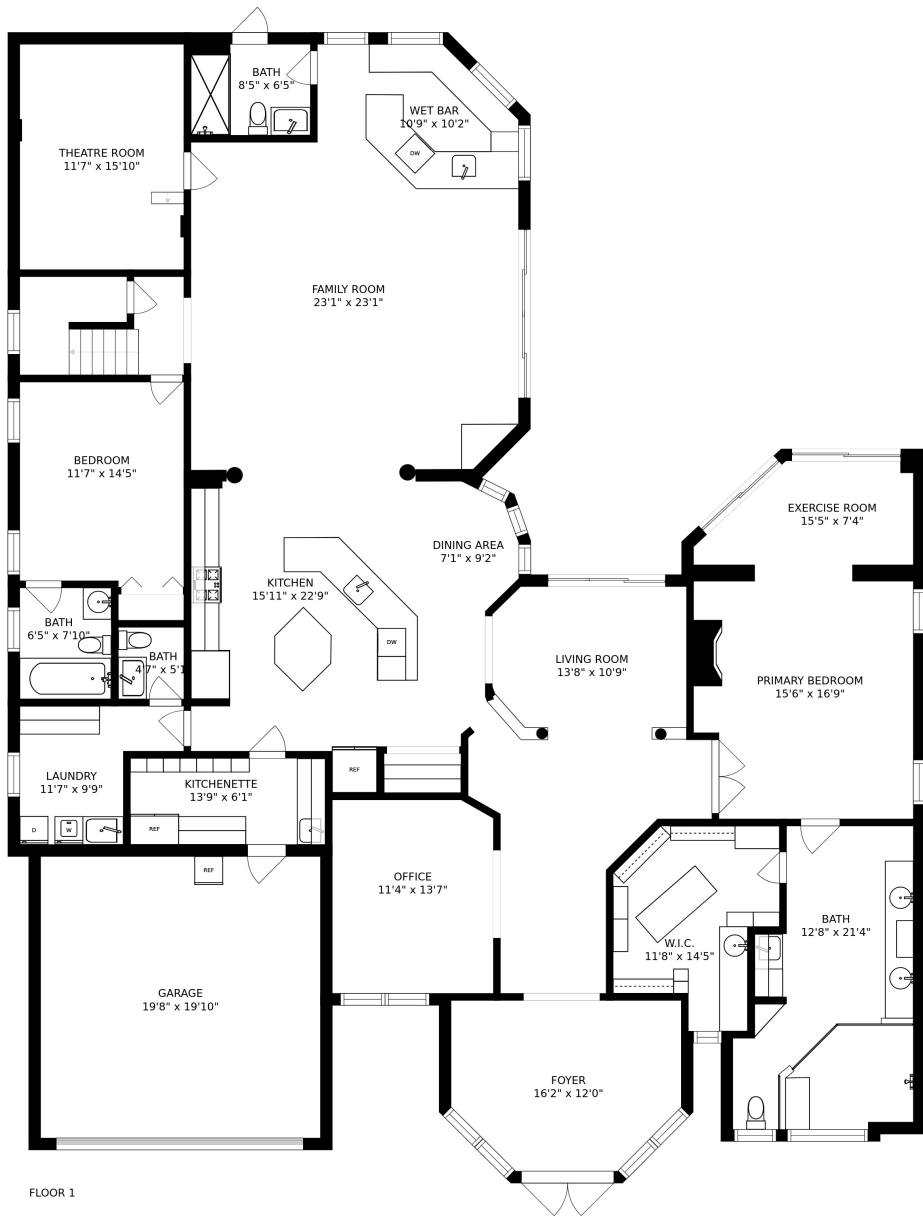 BATH
8'5" x 6'5"
WET BAR
10'9" x 10'2"
DW
THEATRE ROOM
11'7" x 15'10"
FAMILY ROOM
23'1" x 23'1"
BEDROOM
11'7" x 14'5"
EXERCISE ROOM
15'5" x 7'4"
DINING AREA
7'1" x 9'2"
KITCHEN
15'11" x 22'9"
DW
BATH
6'5" x 7'10"
BATH
4'7" x 5'1
LIVING ROOM
13'8" x 10'9"
PRIMARY BEDROOM
15'6" x 16'9"
LAUNDRY
11'7" x 9'9"
D
W
KITCHENETTE
13'9" x 6'1"
REF
REF
REF
OFFICE
11'4" x 13'7"
W.I.C.
11'8" x 14'5"
BATH
12'8" x 21'4"
GARAGE
19'8" x 19'10"
FOYER
16'2" x 12'0"
FLOOR 1